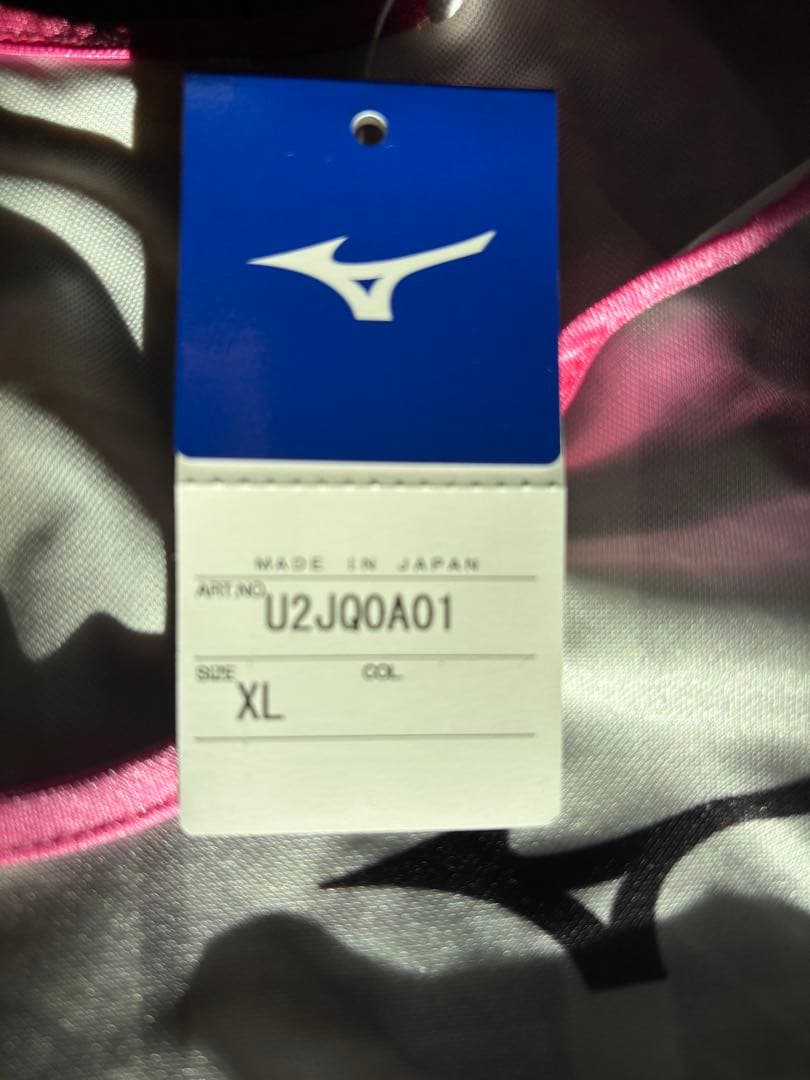 MADE IN JAPAN
ART.NO. U2JQ0A01
SIZE XL COL.